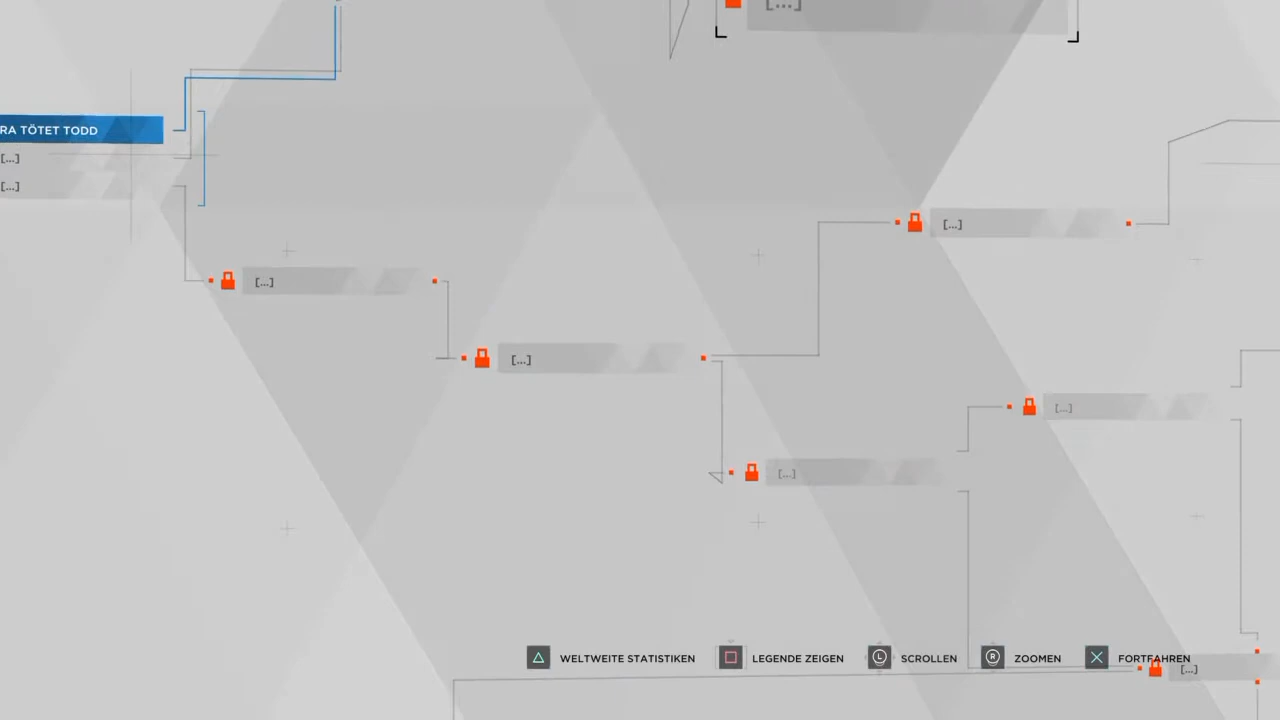 [...]
RA TÖTET TODD
[...]
[...]
[...]
[...]
[...]
[...]
[...]
WELTWEITE STATISTIKEN
LEGENDE ZEIGEN
L SCROLLEN
R ZOOMEN
FORTFAHREN
[...]